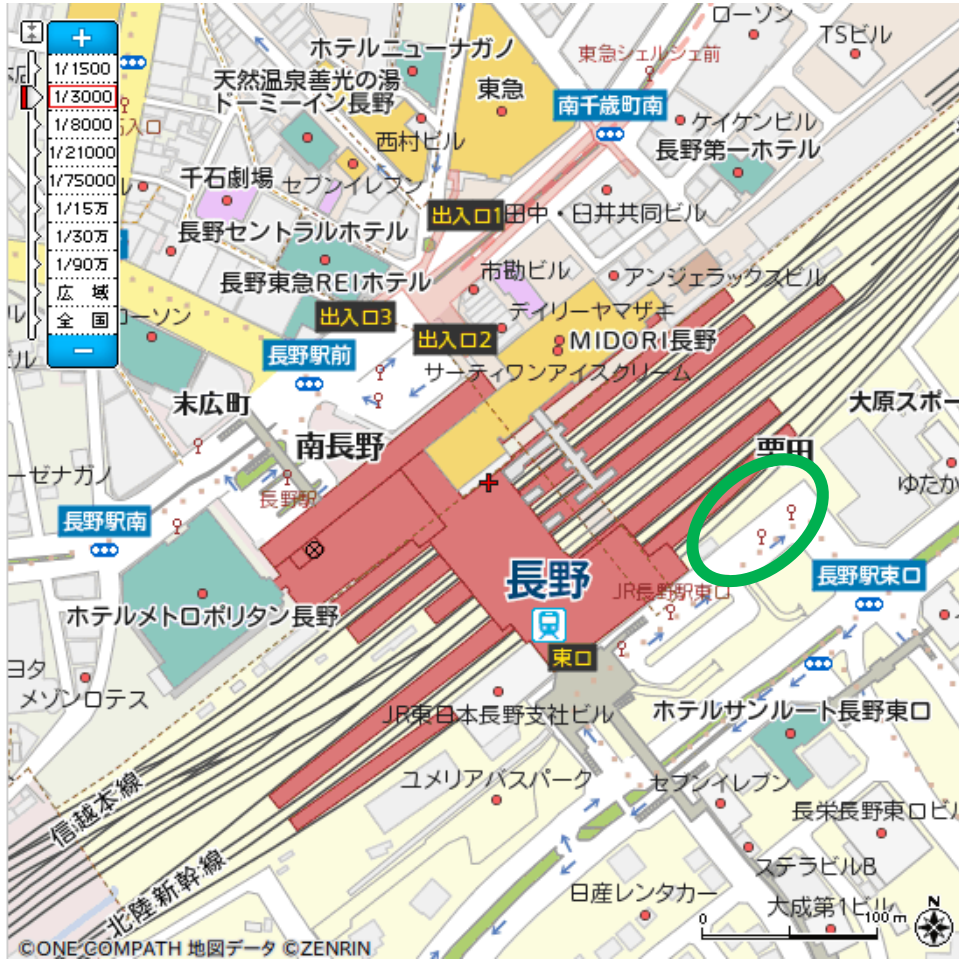 +
1/1500
1/3000
1/8000
1/21000
1/75000
1/15万
1/30万
1/90万
広 域
全 国
−
ローソン
TSビル
ホテルニューナガノ
東急シェルシェ前
天然温泉善光の湯
ドーミーイン長野
東急
南千歳町南
入口
西村ビル
ケイケンビル
長野第一ホテル
千石劇場
セブンイレブン
出入口1
田中・臼井共同ビル
長野セントラルホテル
市勘ビル
アンジェラックスビル
長野東急REIホテル
デイリーヤマザキ
ローソン
出入口3
出入口2
MIDORI長野
長野駅前
サーティワンアイスクリーム
末広町
大原スポー
南長野
栗田
ーゼナガノ
長野駅
ゆたか
長野駅南
長野
長野駅東口
JR長野駅東口
ホテルメトロポリタン長野
東口
ヨタ
メゾンロテス
JR東日本長野支社ビル
ホテルサンルート長野東口
ユメリアバスパーク
セブンイレブン
信越本線
長栄長野東口ビル
ステラビルB
北陸新幹線
日産レンタカー
大成第1ビル
0
100m
N
©ONE COMPATH 地図データ ©ZENRIN